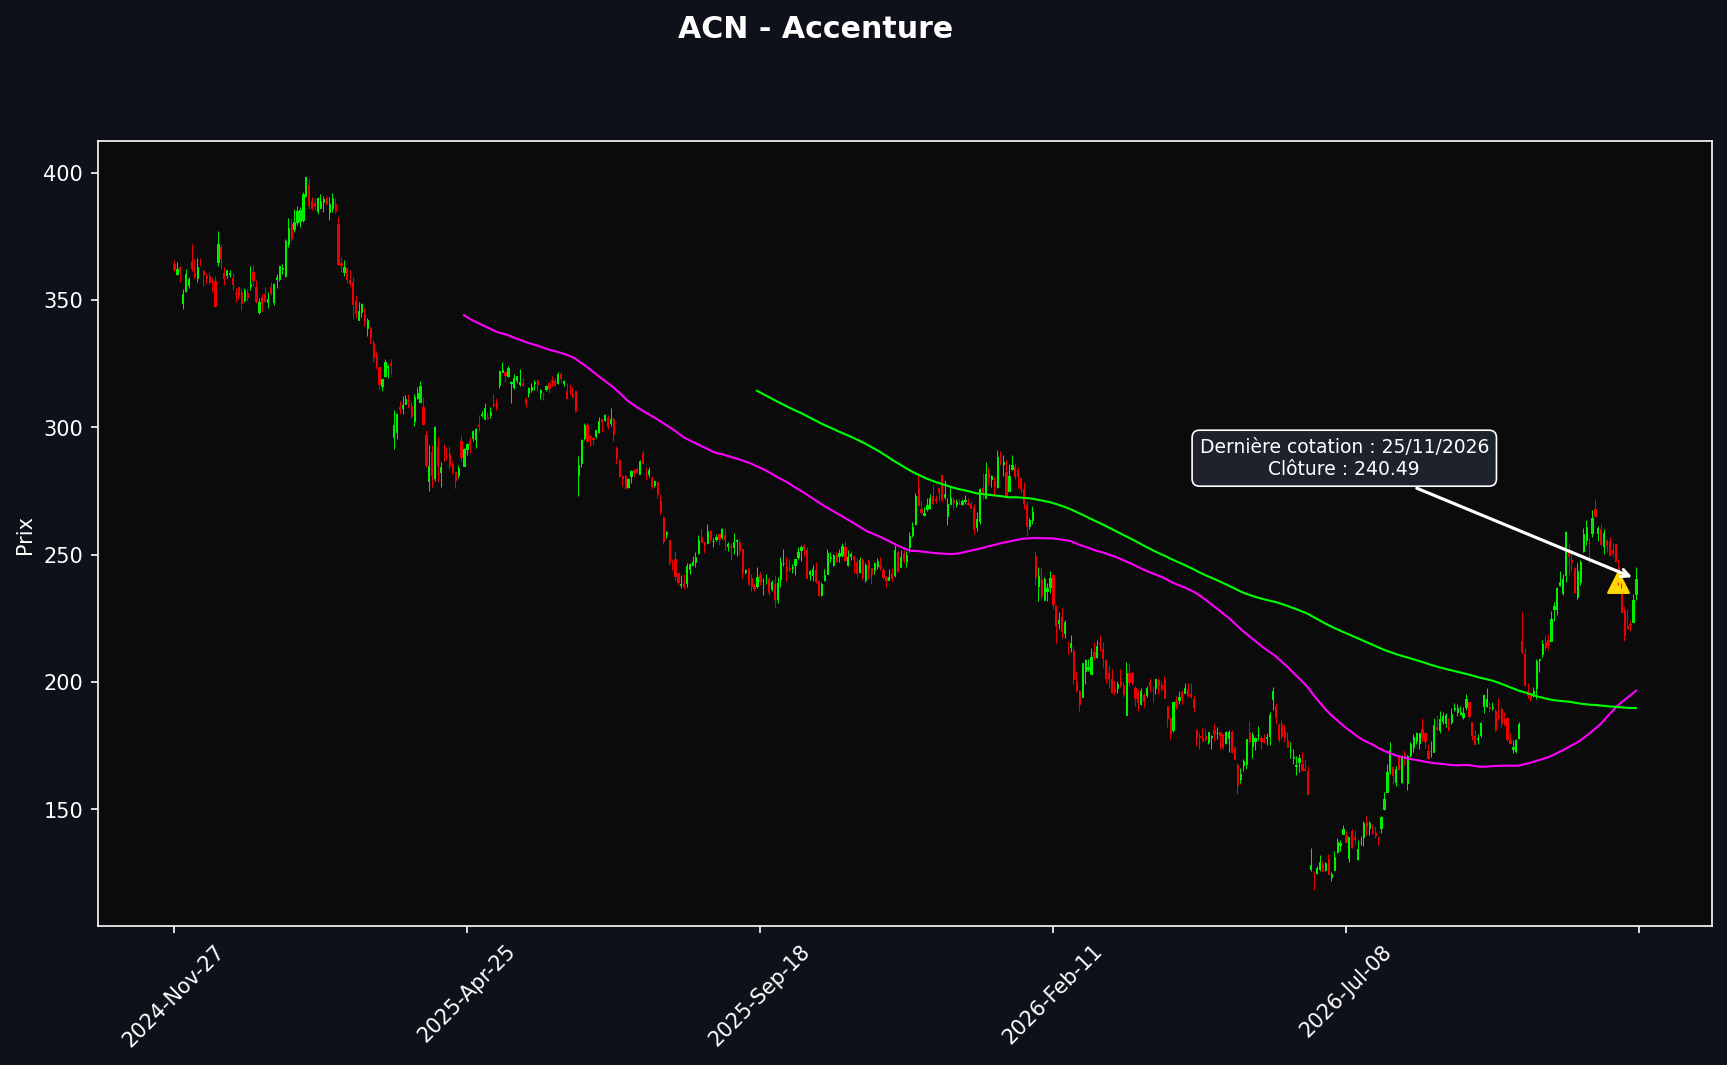 ACN - Accenture
400
350
300
250
200
150
Prix
Dernière cotation : 25/11/2026
Clôture : 240.49
2024-Nov-27
2025-Apr-25
2025-Sep-18
2026-Feb-11
2026-Jul-08